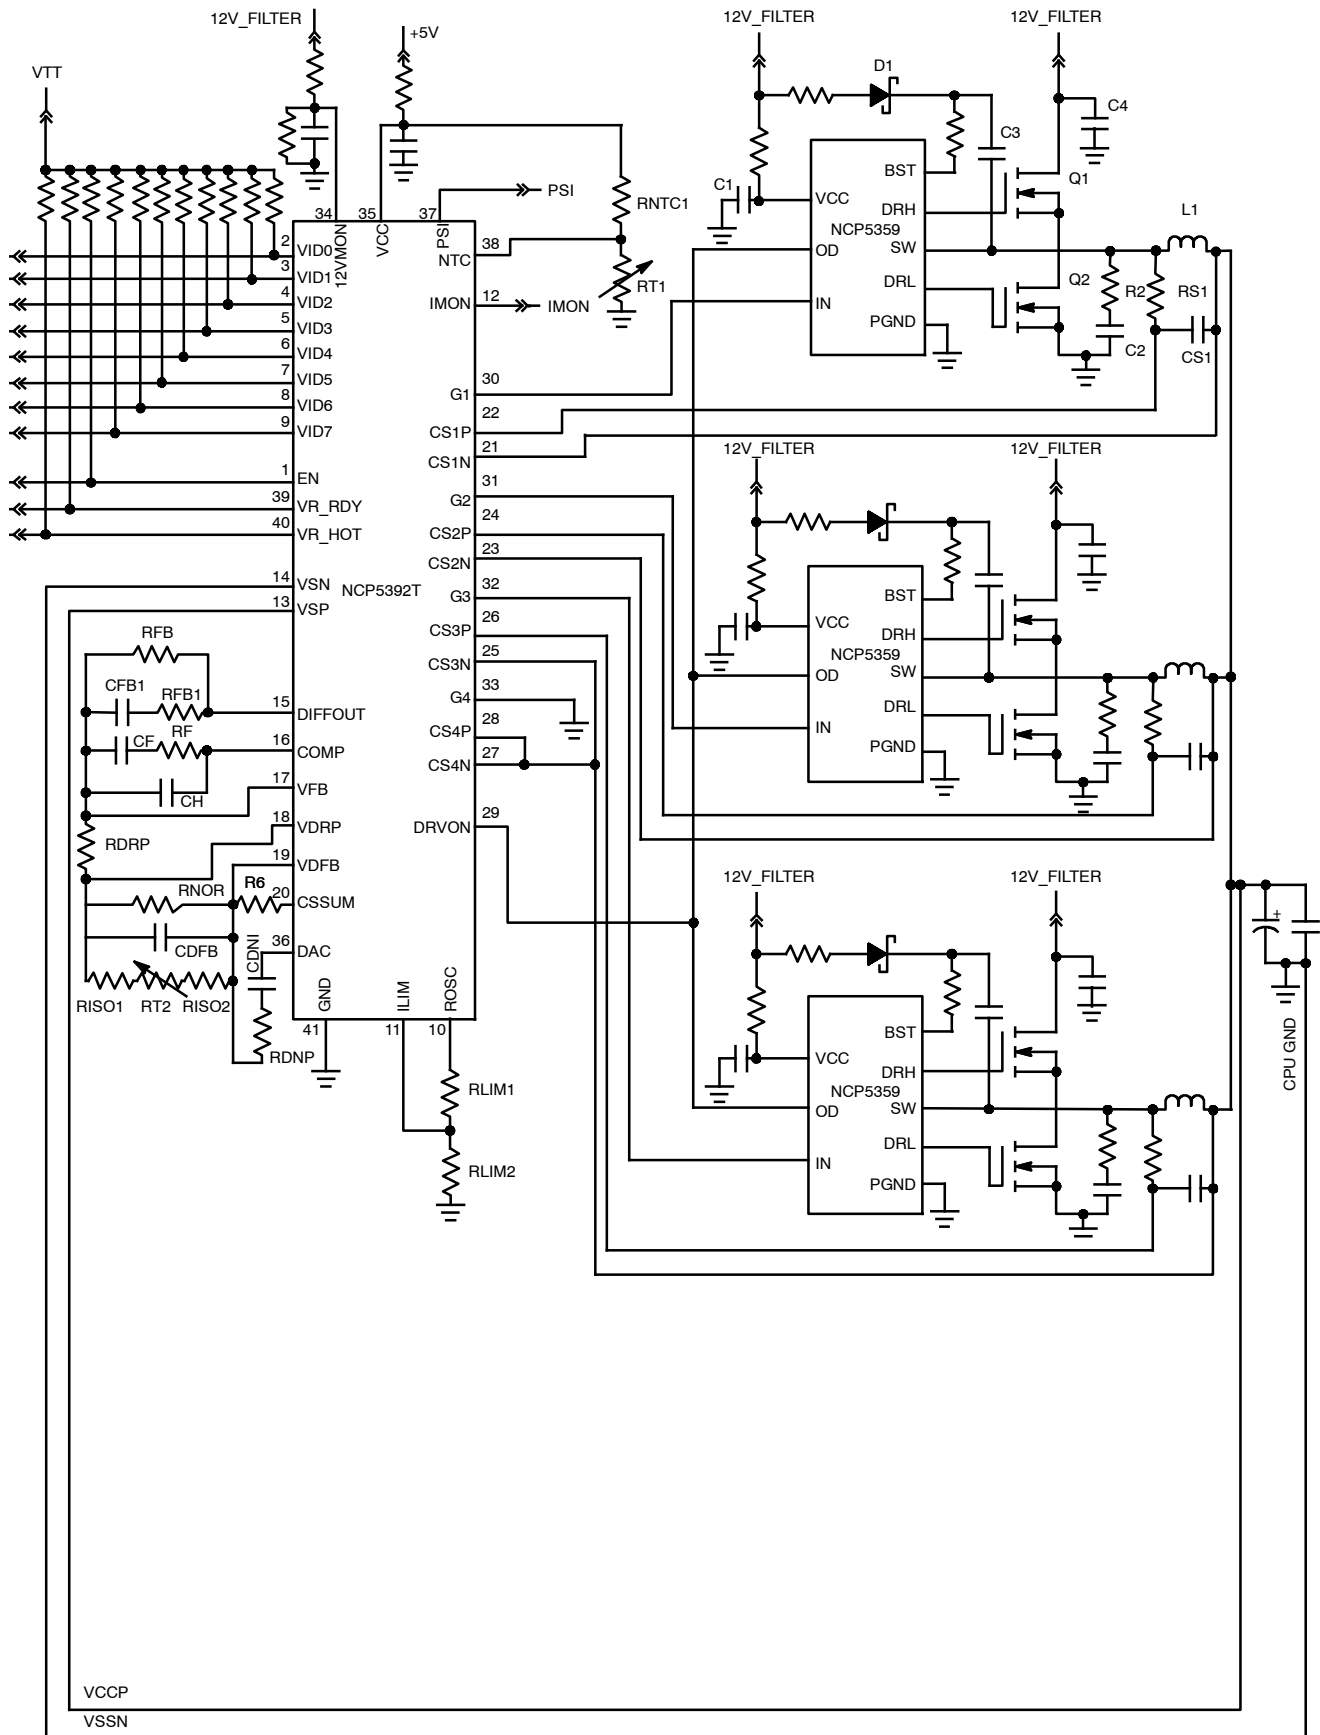 12V_FILTER
+5V
12V_FILTER
12V_FILTER
VTT
D1
C4
C3
BST
Q1
PSI
RNTC1
C1
VCC
DRH
NCP5359
L1
34
35
37
12VMON
VCC
PSI
2
VID0
38
NTC
OD
SW
3
VID1
RT1
DRL
Q2
R2
RS1
4
VID2
IMON
12
IMON
IN
5
VID3
PGND
C2
CS1
6
VID4
7
VID5
30
G1
8
VID6
22
9
VID7
CS1P
21
CS1N
12V_FILTER
12V_FILTER
1
EN
31
G2
39
VR_RDY
24
40
VR_HOT
CS2P
23
CS2N
14
VSN
NCP5392T
32
G3
BST
13
VSP
26
VCC
DRH
RFB
CS3P
NCP5359
25
CS3N
OD
SW
CFB1
RFB1
33
G4
DRL
15
DIFFOUT
28
IN
CF
RF
CS4P
16
COMP
27
CS4N
PGND
17
VFB
CH
18
VDRP
29
DRVON
RDRP
19
VDFB
RNOR
R6
20
CSSUM
12V_FILTER
12V_FILTER
CDFB
CDNI
36
DAC
RISO1
RT2
RISO2
GND
ILIM
ROSC
41
11
10
BST
RDNP
VCC
DRH
NCP5359
RLIM1
OD
SW
DRL
RLIM2
IN
PGND
+
CPU GND
VCCP
VSSN